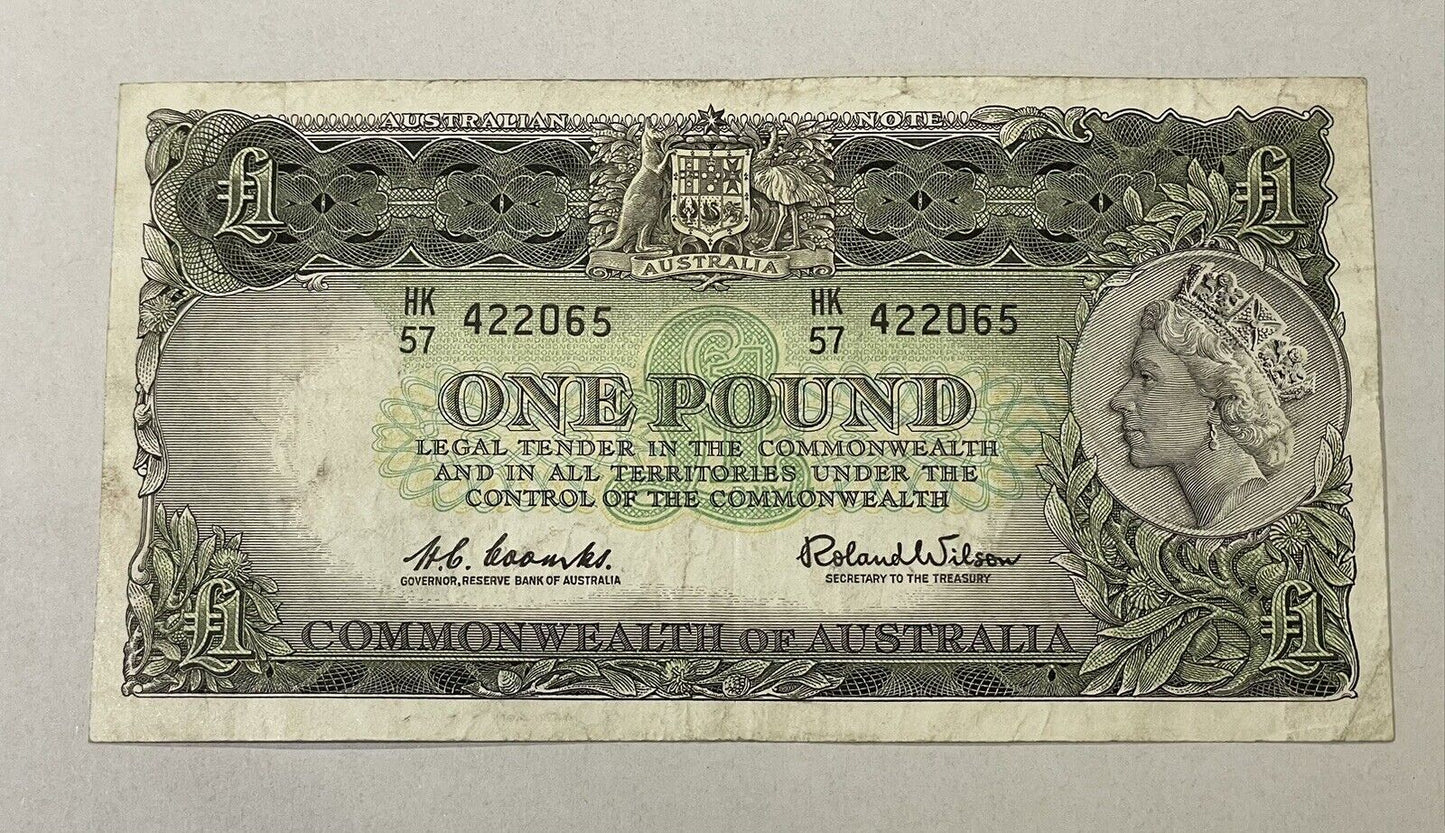 AUSTRALIAN NOTE
£1 £1
AUSTRALIA
HK 57 422065 HK 57 422065
£
ONE POUND
LEGAL TENDER IN THE COMMONWEALTH
AND IN ALL TERRITORIES UNDER THE
CONTROL OF THE COMMONWEALTH
H.C. Coombs. Roland Wilson
GOVERNOR, RESERVE BANK OF AUSTRALIA SECRETARY TO THE TREASURY
£1 £1
COMMONWEALTH OF AUSTRALIA